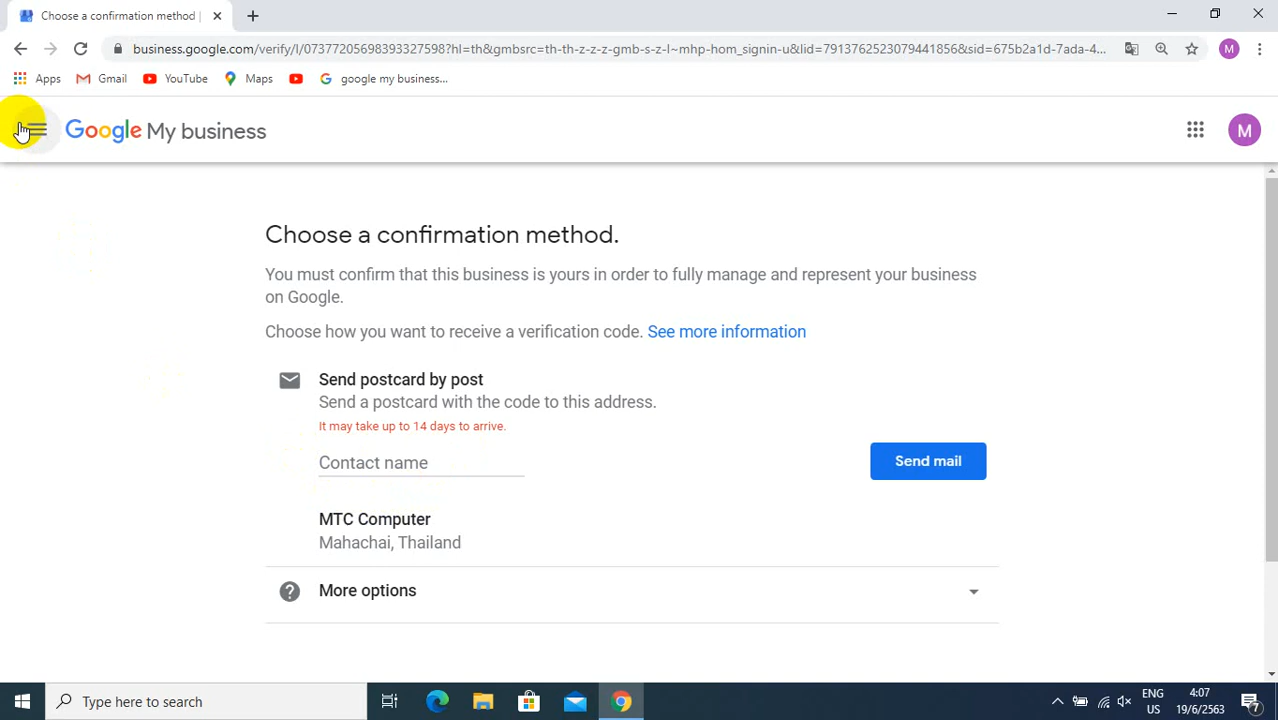 Choose a confirmation method |
business.google.com/verify/l/07377205698393327598?hl=th&gmbsrc=th-th-z-z-z-gmb-s-z-l~mhp-hom_signin-u&lid=7913762523079441856&sid=675b2a1d-7ada-4...
M
Apps
Gmail
YouTube
Maps
google my business...
Google My business
M
Choose a confirmation method.
You must confirm that this business is yours in order to fully manage and represent your business
on Google.
Choose how you want to receive a verification code. See more information
Send postcard by post
Send a postcard with the code to this address.
It may take up to 14 days to arrive.
Contact name
Send mail
MTC Computer
Mahachai, Thailand
More options
Type here to search
ENG
US
4:07
19/6/2563
7